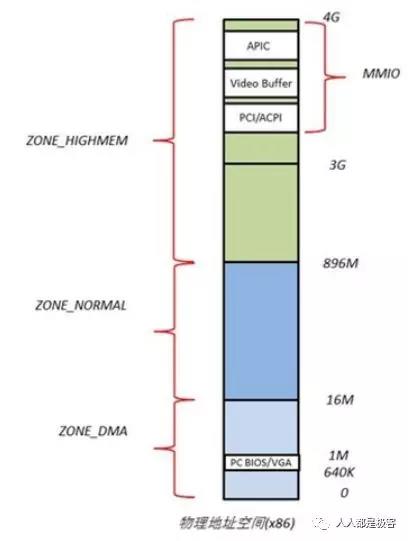 4G
APIC
MMIO
Video Buffer
PCI/ACPI
ZONE_HIGHMEM
3G
896M
ZONE_NORMAL
16M
ZONE_DMA
1M
PC BIOS/VGA
640K
0
物理地址空间(x86)
人人都是极客